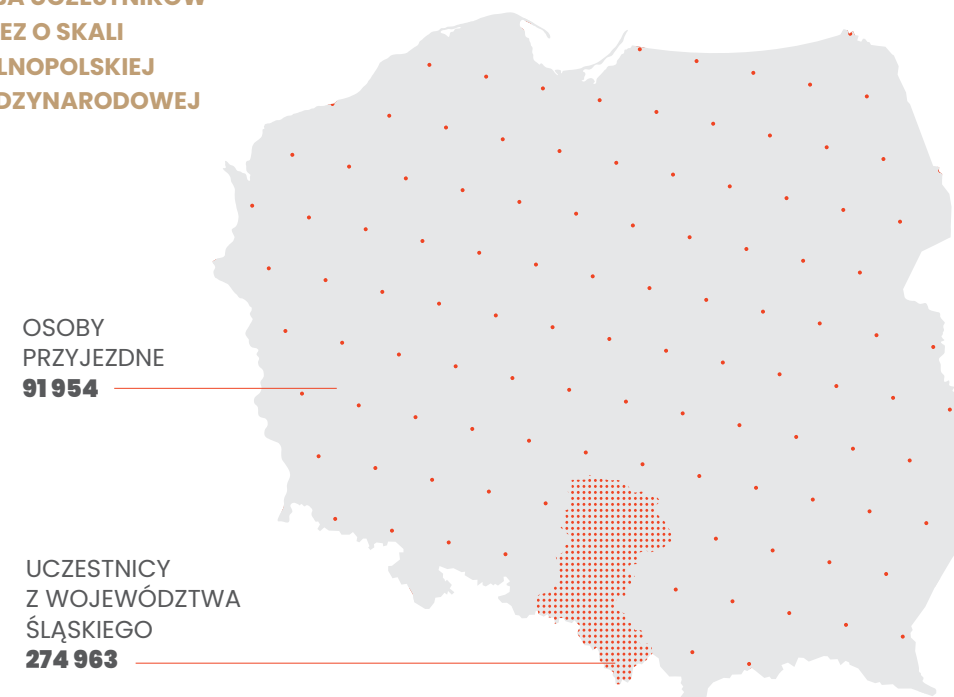 EZ O SKALI
LNOPOLSKIEJ
DZYNARODOWEJ
OSOBY
PRZYJEZDNE
91 954
UCZESTNICY
Z WOJEWÓDZTWA
ŚLĄSKIEGO
274 963